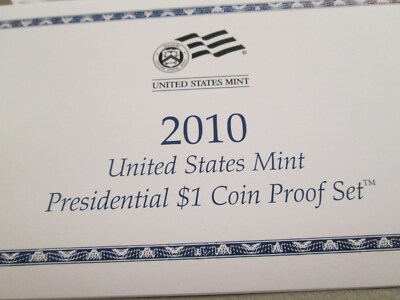 UNITED STATES MINT
2010
United States Mint
Presidential $1 Coin Proof Set™